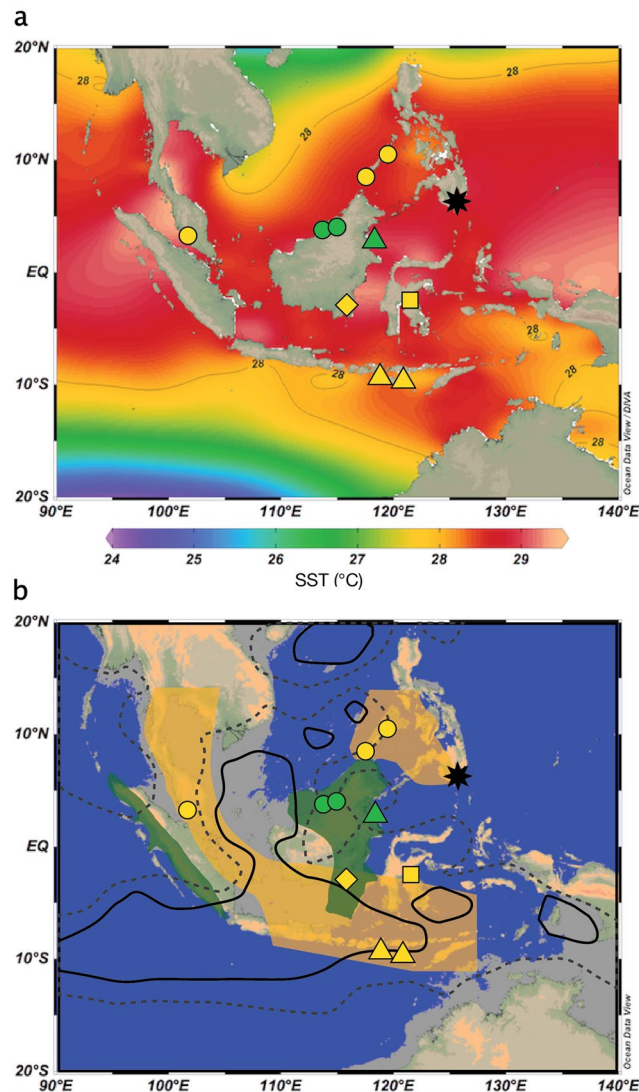 a
20°N
10°N
EQ
10°S
20°S
28
28
28
28
28
28
28
90°E
100°E
110°E
120°E
130°E
140°E
Ocean Data View / DIVA
24
25
26
27
28
29
SST (°C)
b
20°N
10°N
EQ
10°S
20°S
90°E
100°E
110°E
120°E
130°E
140°E
Ocean Data View